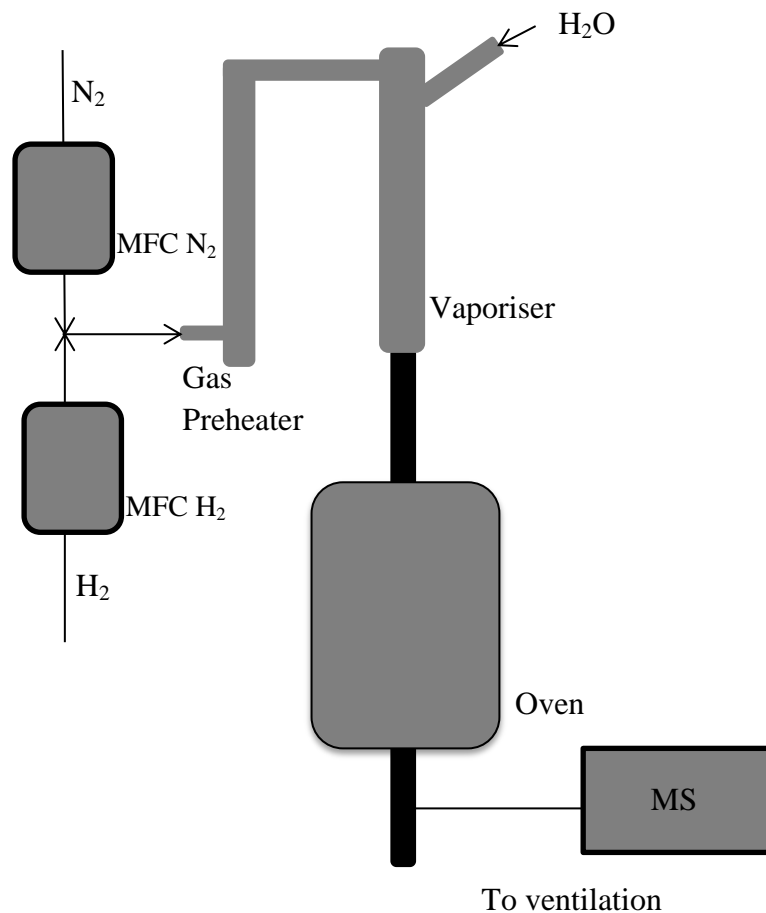 H₂O
N₂
MFC N₂
Vaporiser
Gas
Preheater
MFC H₂
H₂
Oven
MS
To ventilation